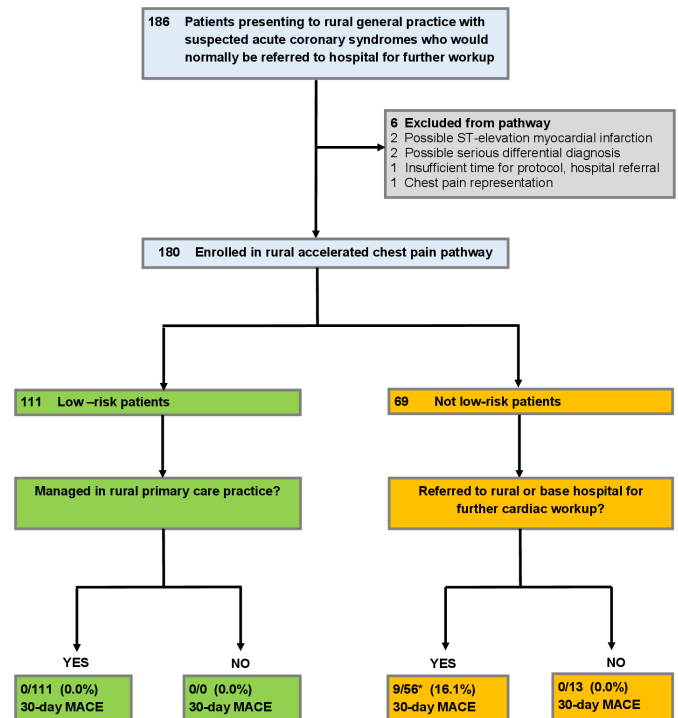 186 Patients presenting to rural general practice with
suspected acute coronary syndromes who would
normally be referred to hospital for further workup
6 Excluded from pathway
2 Possible ST-elevation myocardial infarction
2 Possible serious differential diagnosis
1 Insufficient time for protocol, hospital referral
1 Chest pain representation
180 Enrolled in rural accelerated chest pain pathway
111 Low –risk patients
69 Not low-risk patients
Managed in rural primary care practice?
Referred to rural or base hospital for
further cardiac workup?
YES
NO
YES
NO
0/111 (0.0%)
30-day MACE
0/0 (0.0%)
30-day MACE
9/56* (16.1%)
30-day MACE
0/13 (0.0%)
30-day MACE